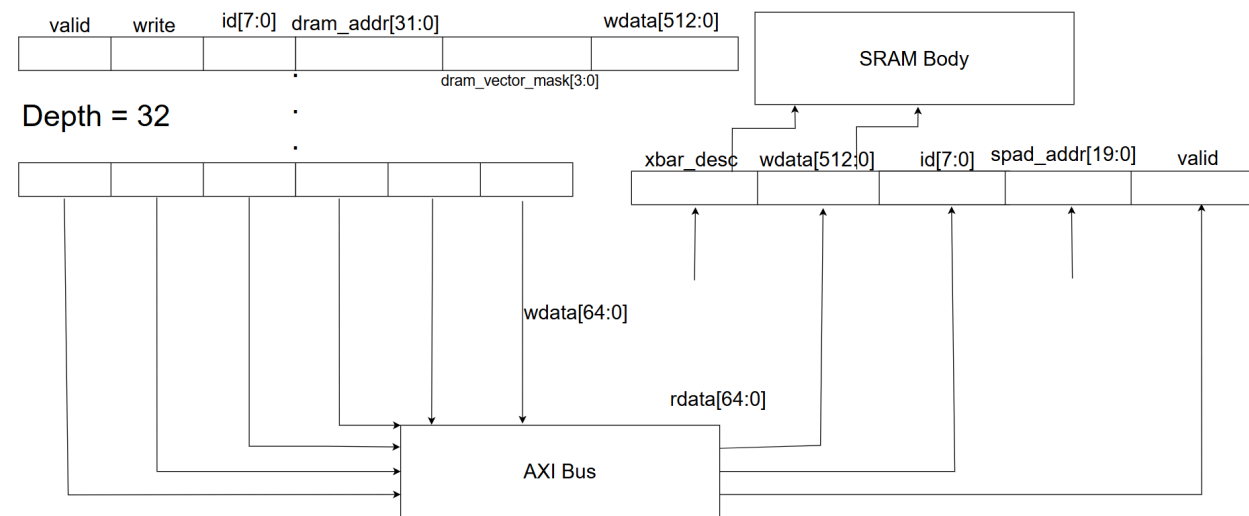 valid
write
id[7:0]
dram_addr[31:0]
wdata[512:0]
dram_vector_mask[3:0]
SRAM Body
Depth = 32
xbar_desc
wdata[512:0]
id[7:0]
spad_addr[19:0]
valid
wdata[64:0]
rdata[64:0]
AXI Bus